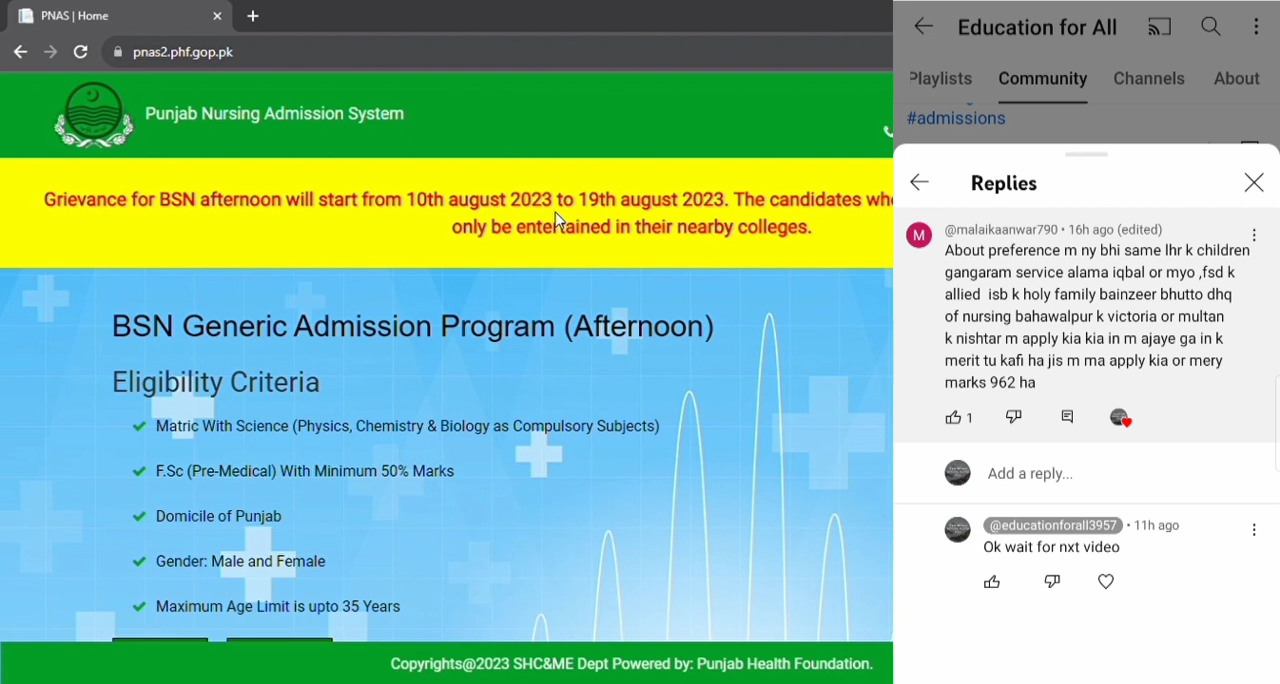 PNAS | Home
pnas2.phf.gop.pk
Punjab Nursing Admission System
Grievance for BSN afternoon will start from 10th august 2023 to 19th august 2023. The candidates
only be entertained in their nearby colleges.
BSN Generic Admission Program (Afternoon)
Eligibility Criteria
Matric With Science (Physics, Chemistry & Biology as Compulsory Subjects)
F.Sc (Pre-Medical) With Minimum 50% Marks
Domicile of Punjab
Gender: Male and Female
Maximum Age Limit is upto 35 Years
Copyrights@2023 SHC&ME Dept Powered by: Punjab Health Foundation.
Education for All
Playlists Community Channels About
#admissions
Replies
M
@malaikaanwar790 • 16h ago (edited)
About preference m ny bhi same lhr k children
gangaram service alama iqbal or myo ,fsd k
allied isb k holy family bainzeer bhutto dhq
of nursing bahawalpur k victoria or multan
k nishtar m apply kia kia in m ajaye ga in k
merit tu kafi ha jis m ma apply kia or mery
marks 962 ha
1
Add a reply...
@educationforall3957 • 11h ago
Ok wait for nxt video